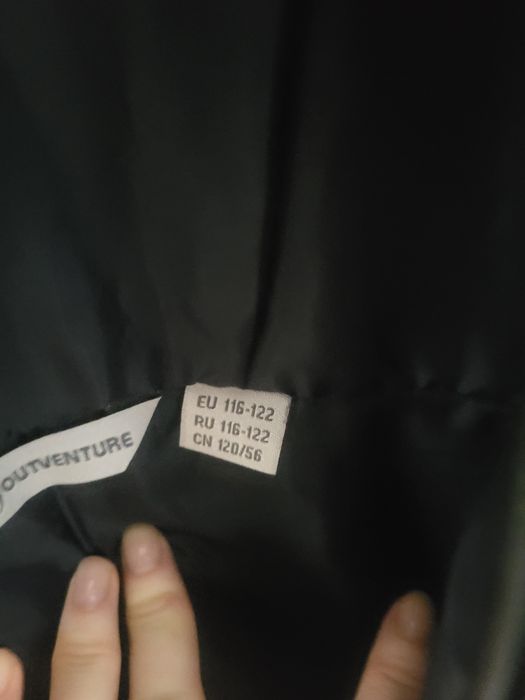 OUTVENTURE
EU 116-122
RU 116-122
CN 120/56